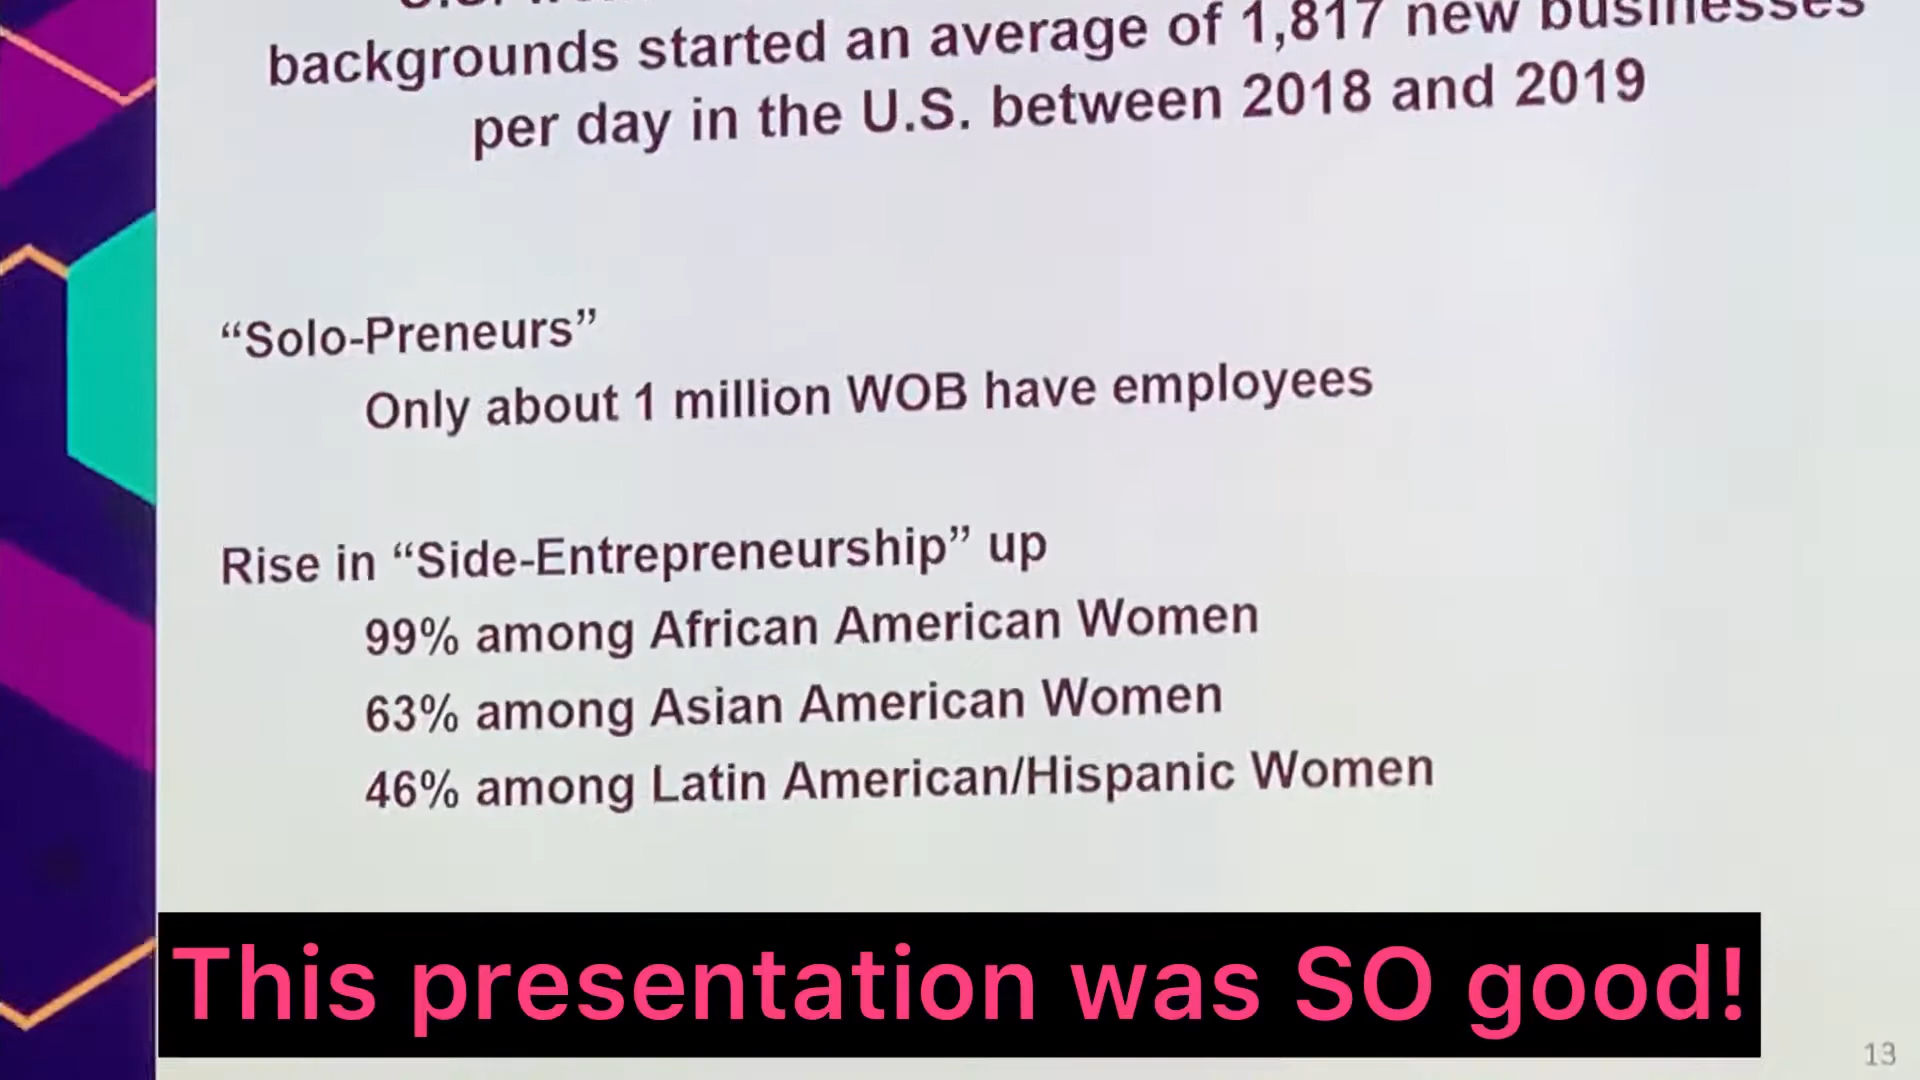 backgrounds started an average of 1,817 new businesses
per day in the U.S. between 2018 and 2019
“Solo-Preneurs”
Only about 1 million WOB have employees
Rise in “Side-Entrepreneurship” up
99% among African American Women
63% among Asian American Women
46% among Latin American/Hispanic Women
This presentation was SO good!
13